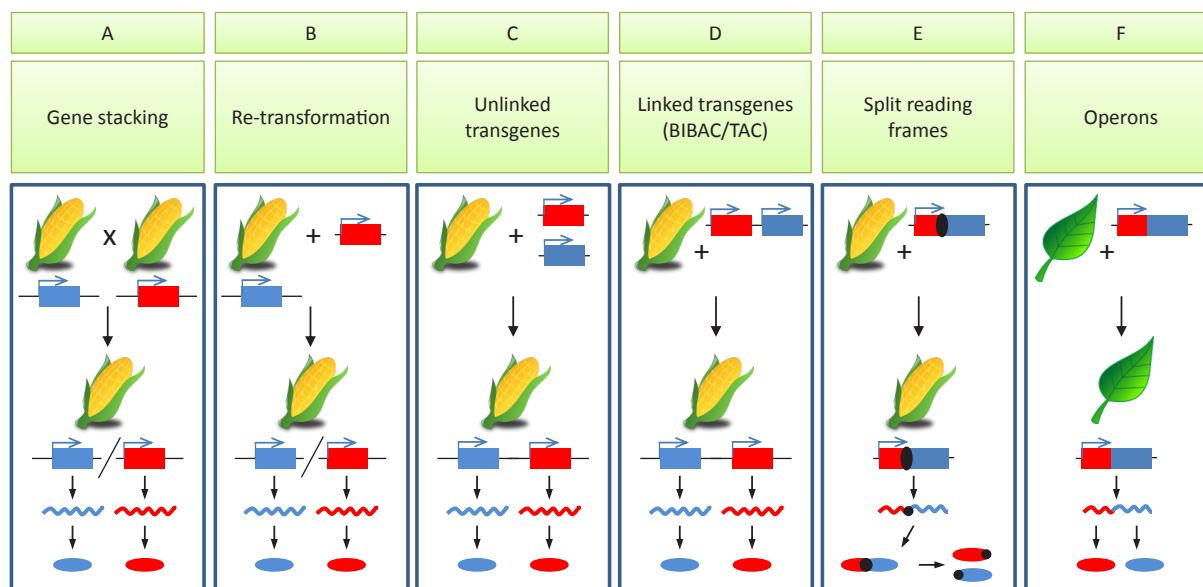 A
B
C
D
E
F
Gene stacking
Re-transformation
Unlinked
transgenes
Linked transgenes
(BIBAC/TAC)
Split reading
frames
Operons
x
+
+
+
+
+